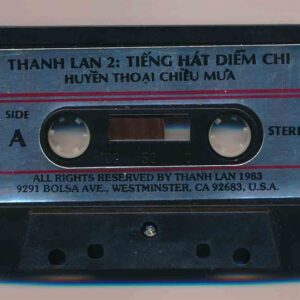 THANH LAN 2: TIẾNG HÁT DIỄM CHI
HUYỀN THOẠI CHIỀU MƯA
SIDE
A
STEREO
ALL RIGHTS RESERVED BY THANH LAN 1983
9291 BOLSA AVE., WESTMINSTER, CA 92683, U.S.A.